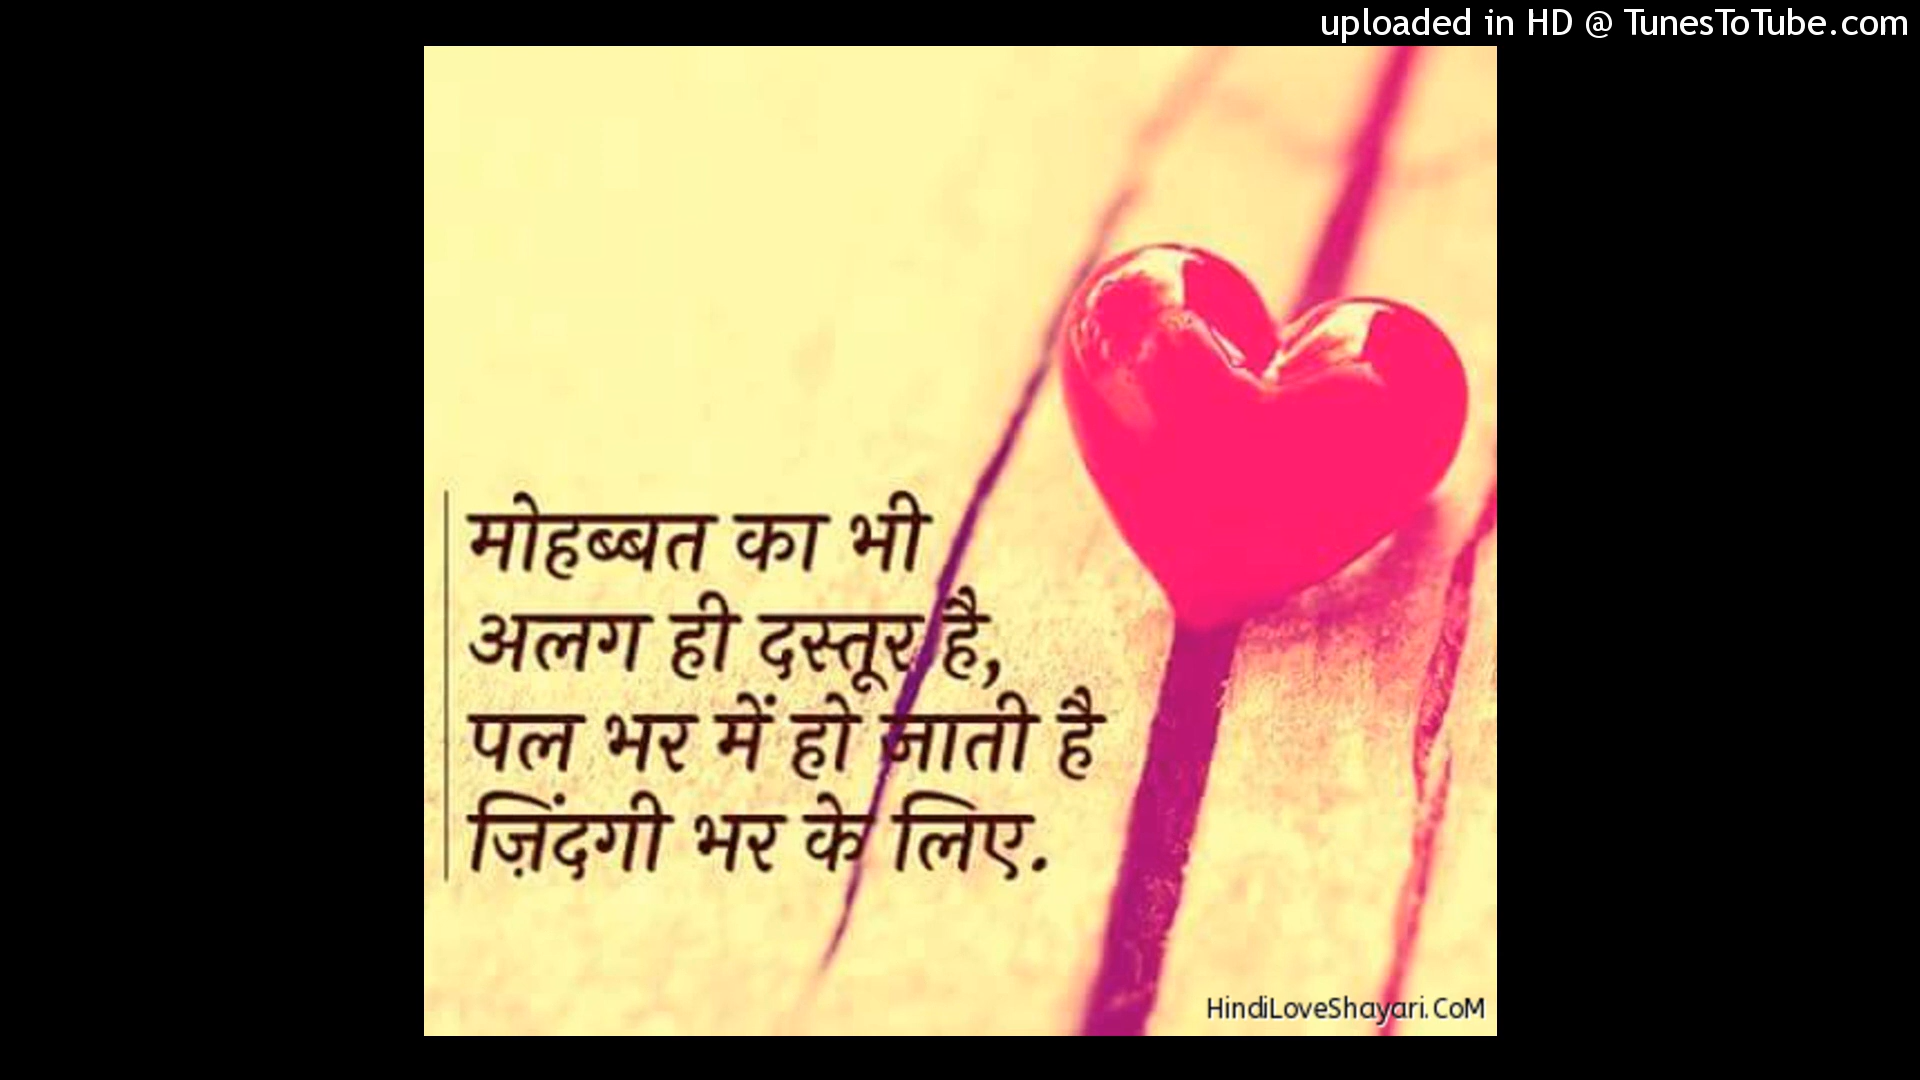 uploaded in HD @ TunesToTube.com
मोहब्बत का भी
अलग ही दस्तूर है,
पल भर में हो जाती है
ज़िंदगी भर के लिए.
HindiLoveShayari.CoM